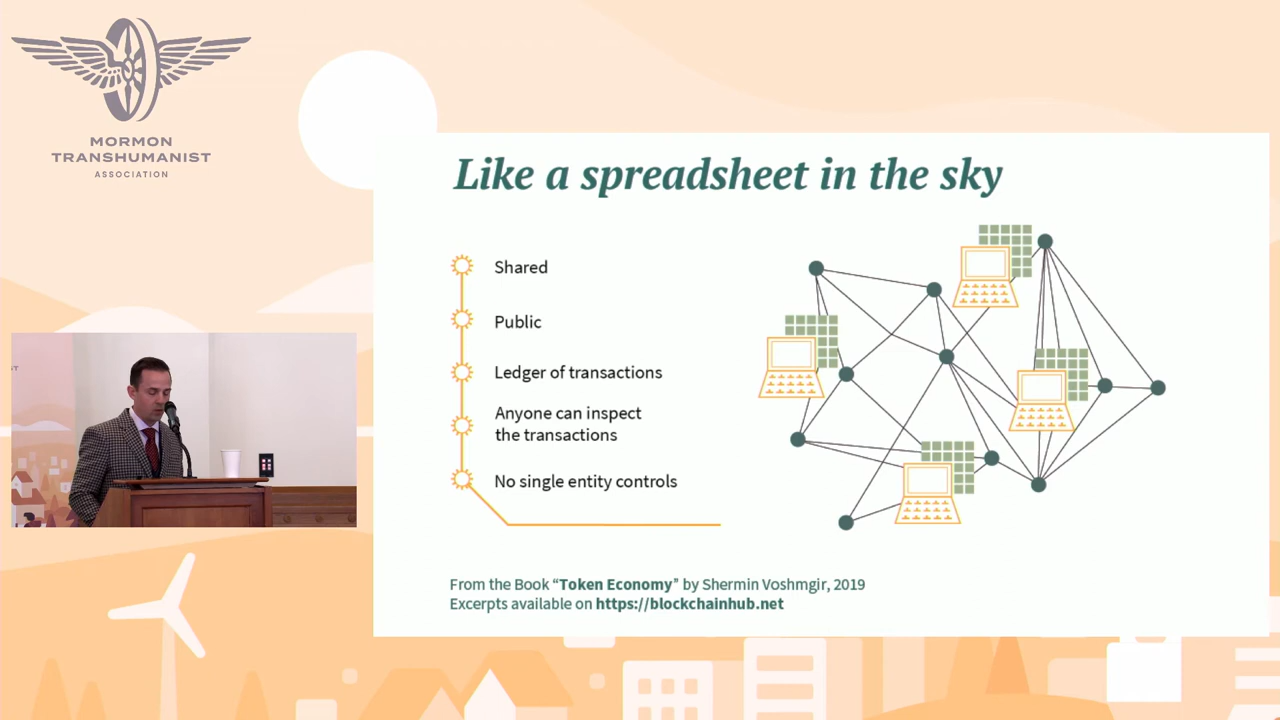 MORMON
TRANSHUMANIST
ASSOCIATION
Like a spreadsheet in the sky
Shared
Public
Ledger of transactions
Anyone can inspect
the transactions
No single entity controls
From the Book “Token Economy” by Shermin Voshmgir, 2019
Excerpts available on https://blockchainhub.net